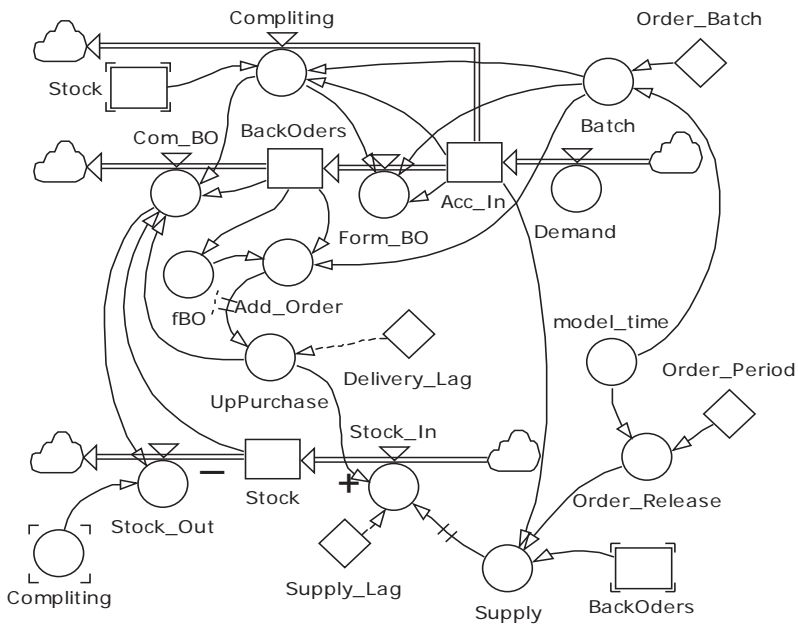 Compliting
Order_Batch
Stock
Batch
Com_BO
BackOders
Acc_In
Demand
Form_BO
fBO
Add_Order
model_time
Order_Period
Delivery_Lag
UpPurchase
Stock_In
Stock
−
+
Stock_Out
Order_Release
Supply_Lag
Compliting
Supply
BackOders